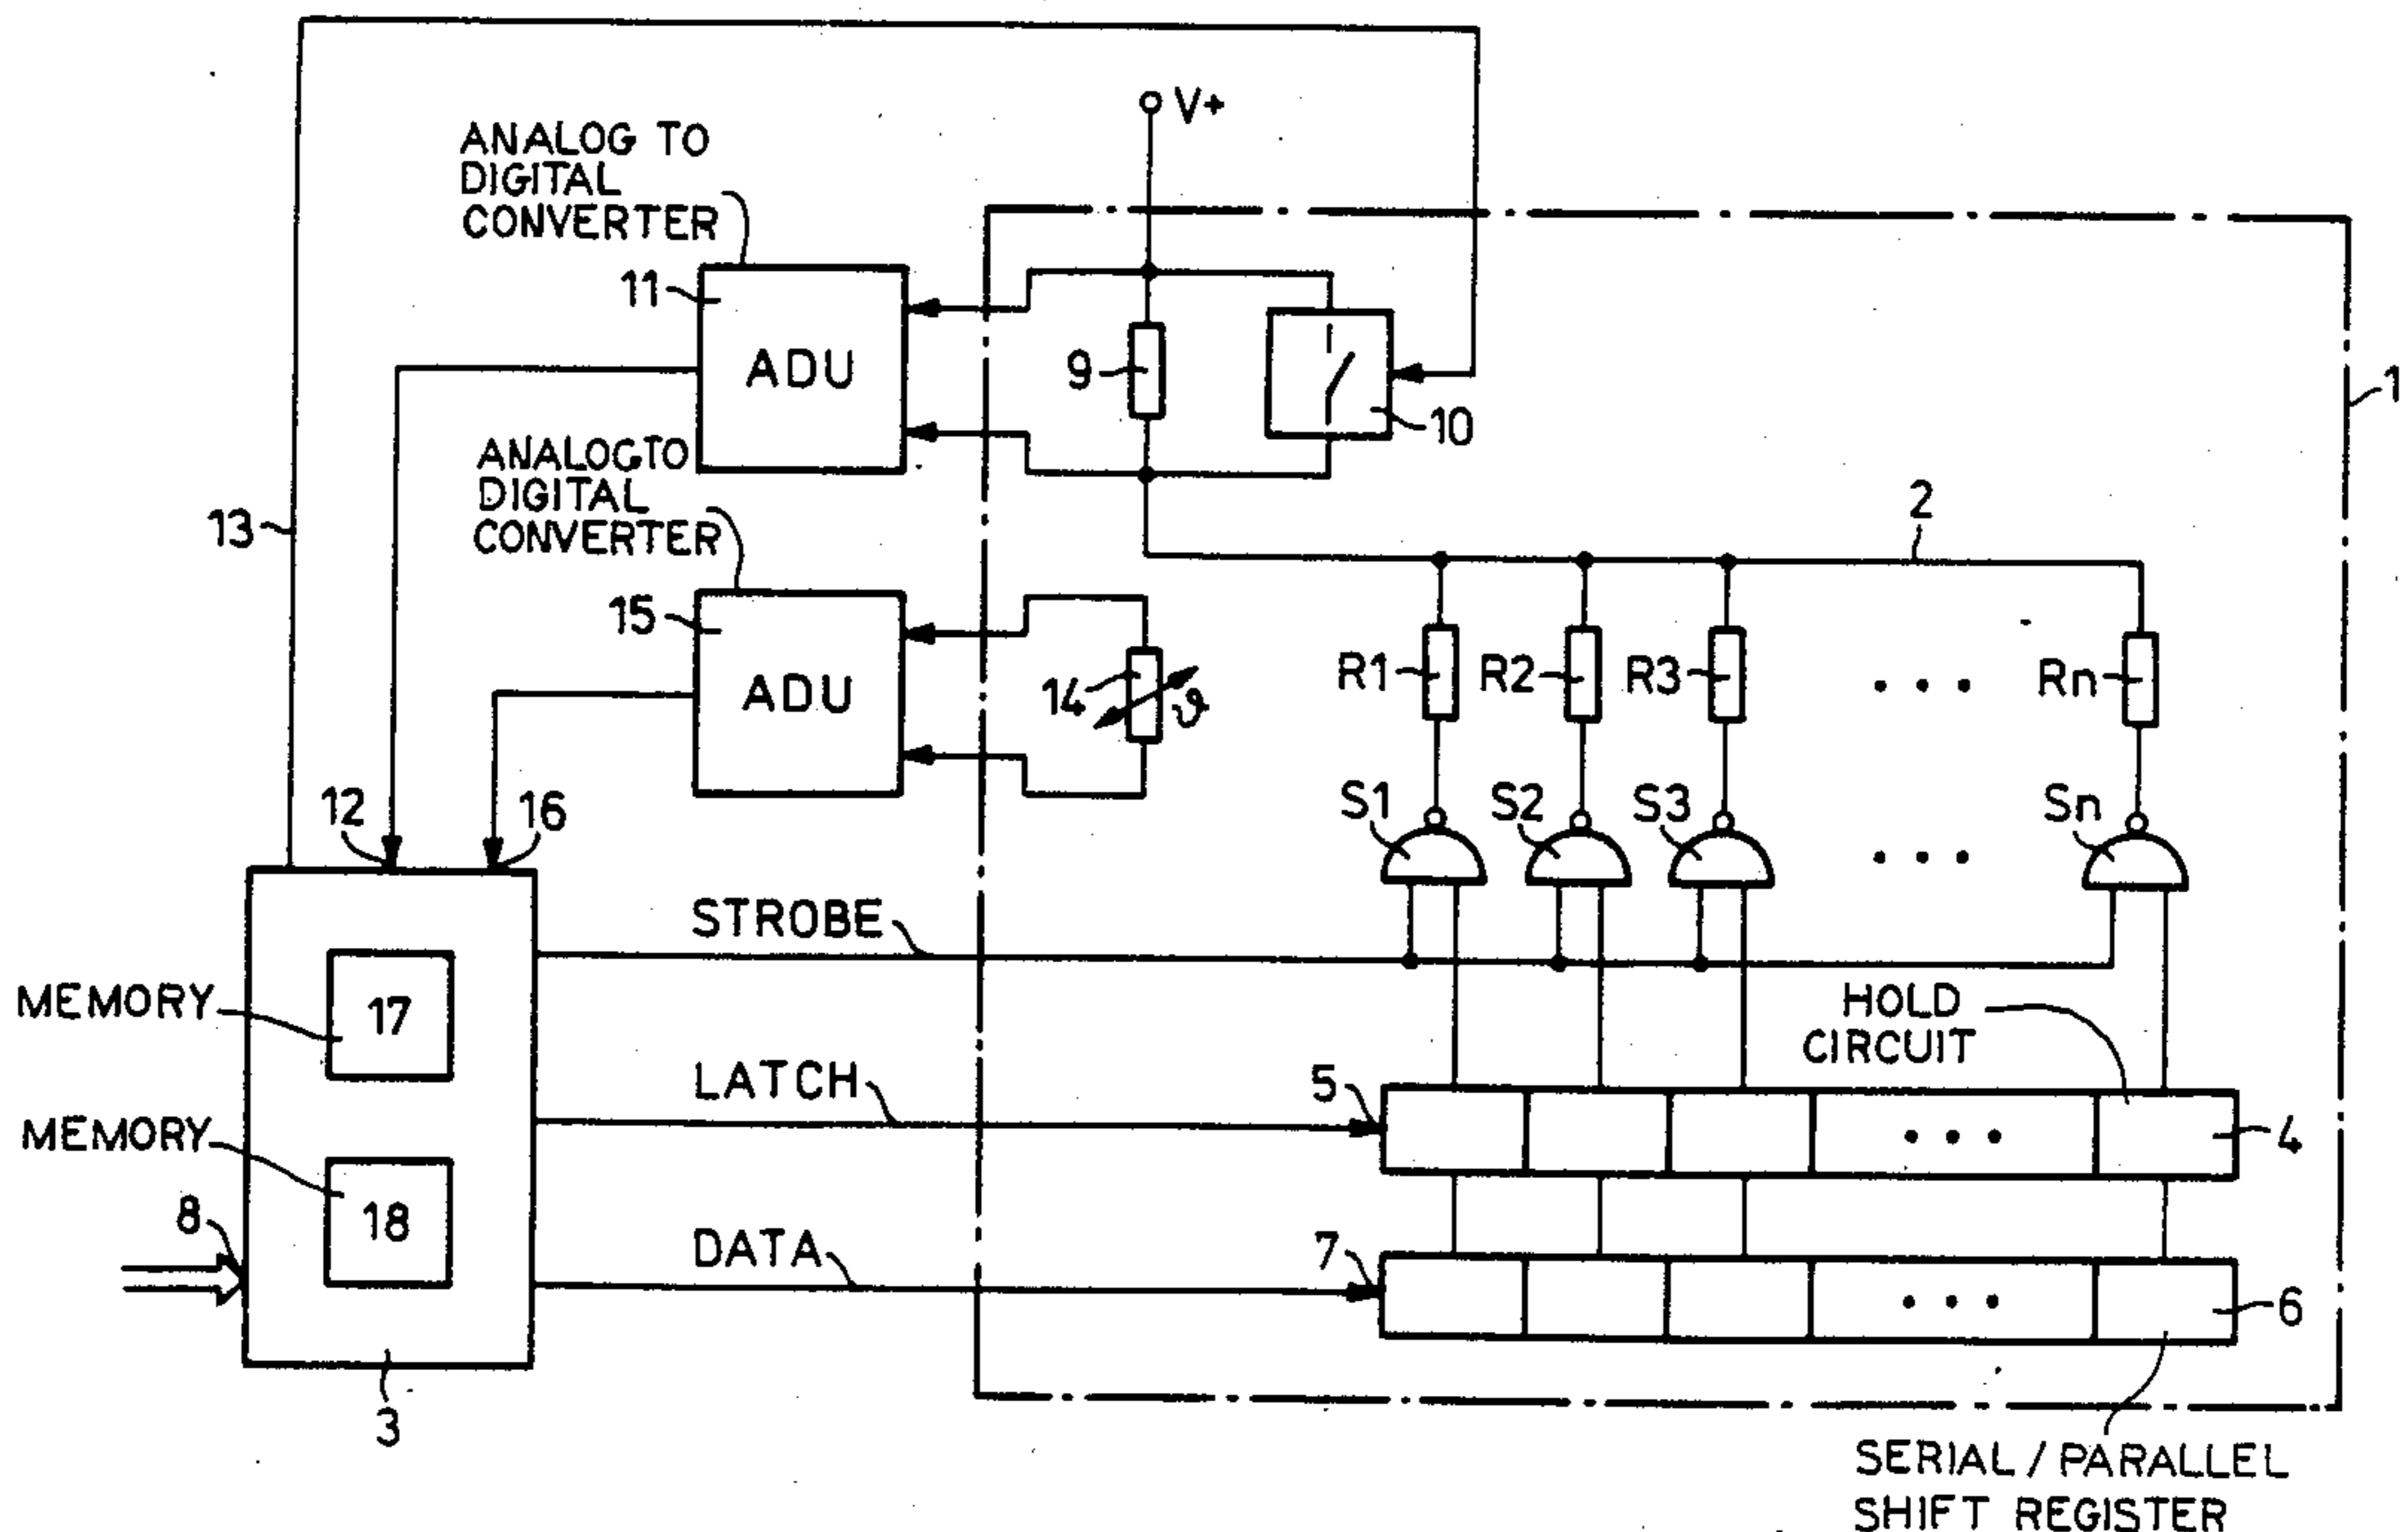 V+
ANALOG TO
DIGITAL
CONVERTER
11
ADU
9
10
1
ANALOG TO
DIGITAL
CONVERTER
13
2
15
ADU
14
ϑ
R1
R2
R3
Rn
12
16
S1
S2
S3
Sn
STROBE
MEMORY
17
HOLD
CIRCUIT
LATCH
5
4
MEMORY
18
8
DATA
7
6
3
SERIAL / PARALLEL
SHIFT REGISTER